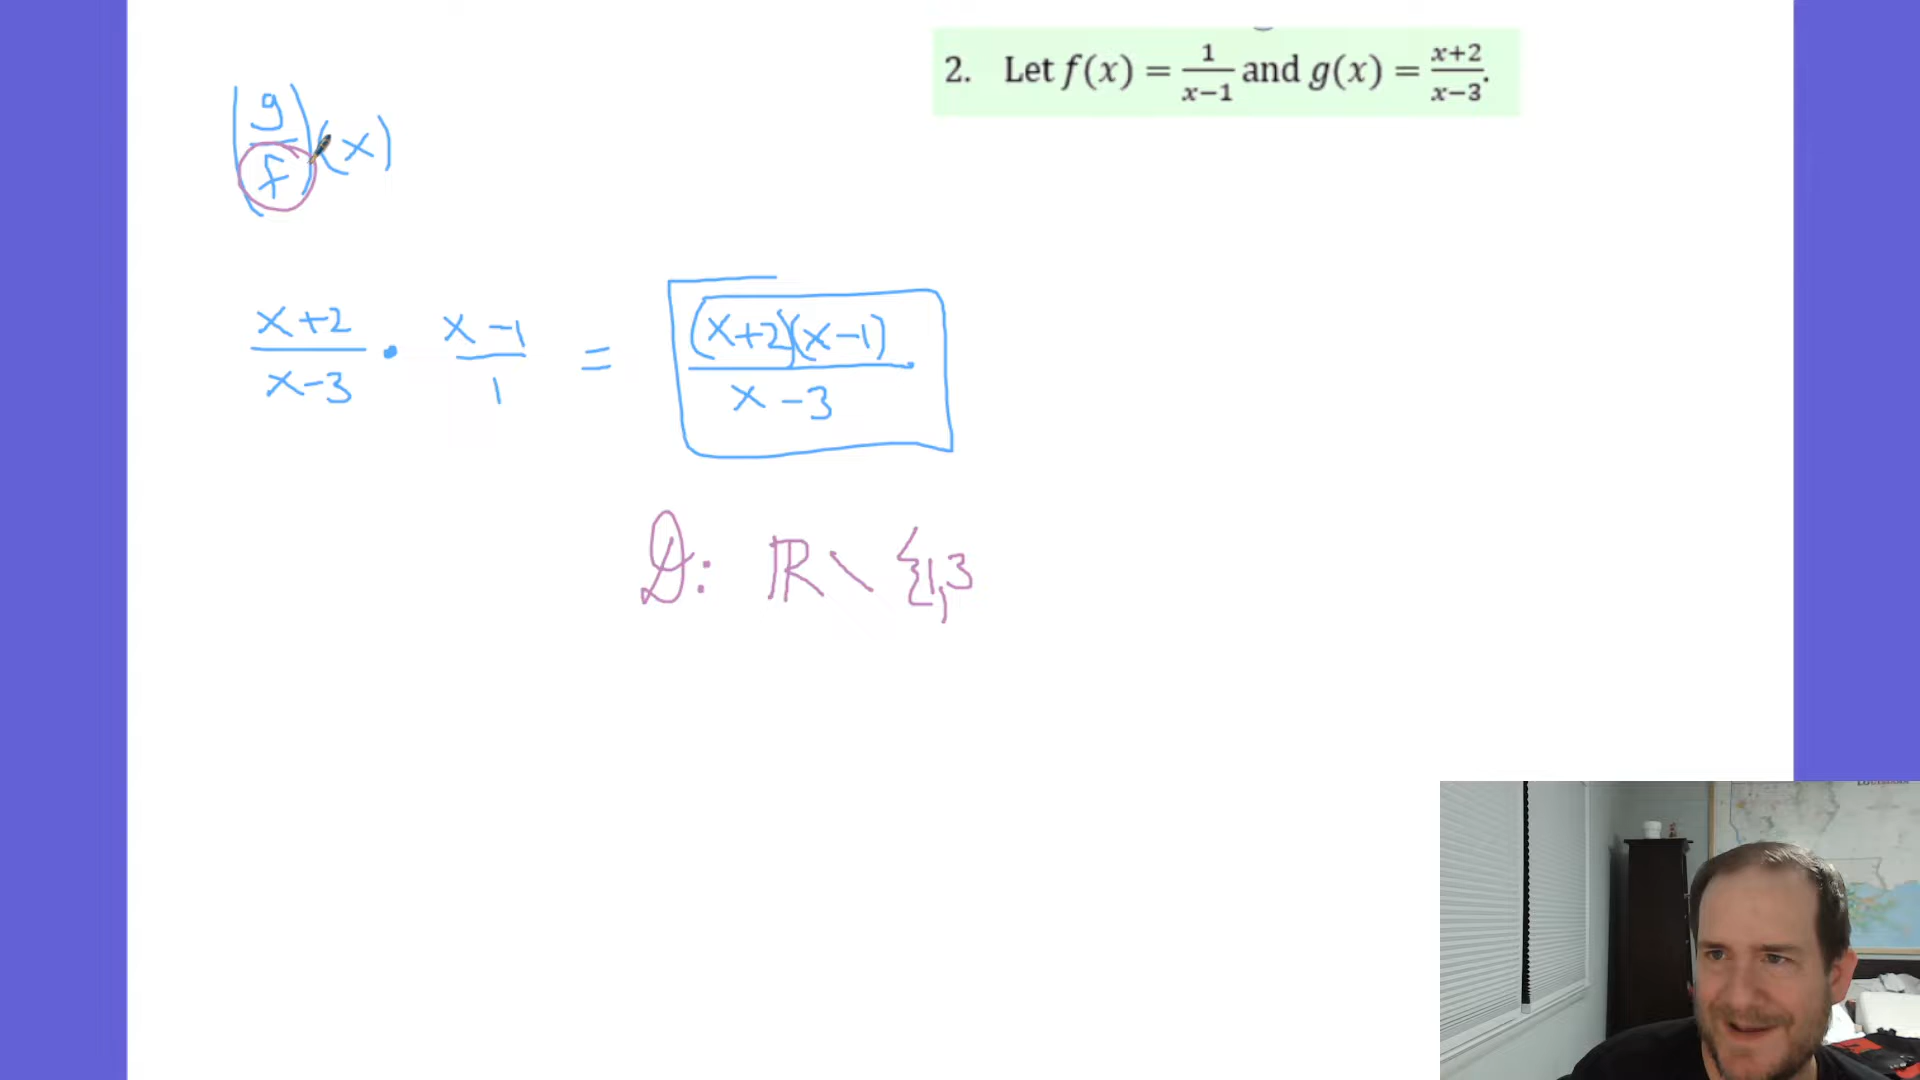 2. Let f(x) = 1/(x−1) and g(x) = (x+2)/(x−3).
(g/f)(x)
(x+2)/(x−3) · (x−1)/1 = (x+2)(x−1)/(x−3)
D: ℝ \ {1,3